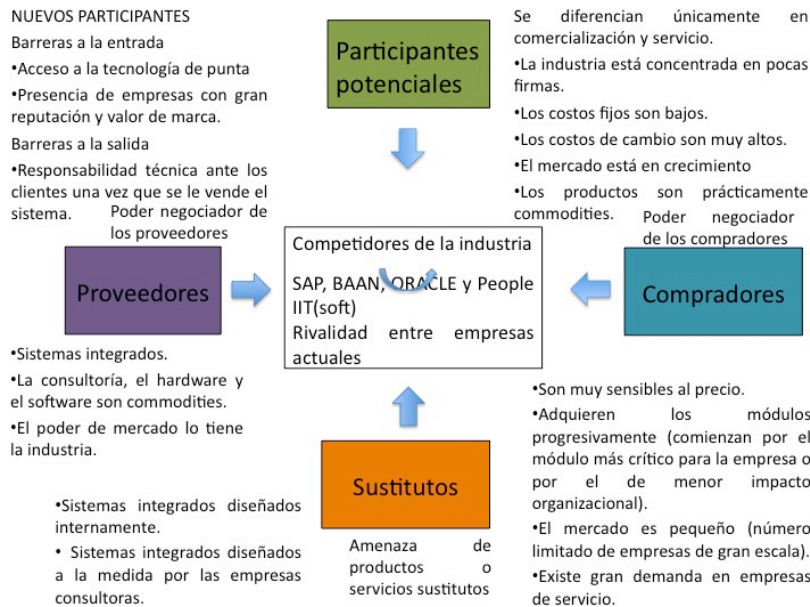 NUEVOS PARTICIPANTES
Barreras a la entrada
•Acceso a la tecnología de punta
•Presencia de empresas con gran
reputación y valor de marca.
Barreras a la salida
•Responsabilidad técnica ante los
clientes una vez que se le vende el
sistema.
Participantes
potenciales
Se diferencian únicamente en
comercialización y servicio.
•La industria está concentrada en pocas
firmas.
•Los costos fijos son bajos.
•Los costos de cambio son muy altos.
•El mercado está en crecimiento
•Los productos son prácticamente
commodities.
Poder negociador de
los proveedores
Proveedores
Competidores de la industria
SAP, BAAN, ORACLE y People
IIT(soft)
Rivalidad entre empresas
actuales
Poder negociador
de los compradores
Compradores
•Sistemas integrados.
•La consultoría, el hardware y
el software son commodities.
•El poder de mercado lo tiene
la industria.
Sustitutos
•Sistemas integrados diseñados
internamente.
• Sistemas integrados diseñados
a la medida por las empresas
consultoras.
Amenaza de
productos o
servicios sustitutos
•Son muy sensibles al precio.
•Adquieren los módulos
progresivamente (comienzan por el
módulo más crítico para la empresa o
por el de menor impacto
organizacional).
•El mercado es pequeño (número
limitado de empresas de gran escala).
•Existe gran demanda en empresas
de servicio.